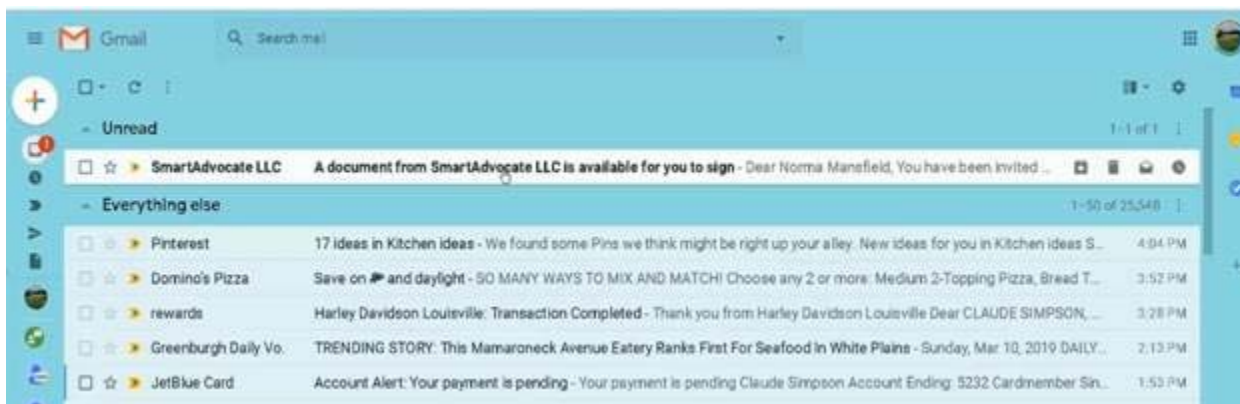 Gmail
Search mail
Unread
1-1 of 1
SmartAdvocate LLC A document from SmartAdvocate LLC is available for you to sign - Dear Norma Mansfield, You have been invited ...
Everything else
1-50 of 25,548
Pinterest 17 ideas in Kitchen ideas - We found some Pins we think might be right up your alley. New ideas for you in Kitchen ideas S... 4:04 PM
Domino's Pizza Save on and daylight - SO MANY WAYS TO MIX AND MATCH! Choose any 2 or more: Medium 2-Topping Pizza, Bread T... 3:52 PM
rewards Harley Davidson Louisville: Transaction Completed - Thank you from Harley Davidson Louisville Dear CLAUDE SIMPSON, ... 3:28 PM
Greenburgh Daily Vo. TRENDING STORY: This Mamaroneck Avenue Eatery Ranks First For Seafood In White Plains - Sunday, Mar 10, 2019 DAILY... 2:13 PM
JetBlue Card Account Alert: Your payment is pending - Your payment is pending Claude Simpson Account Ending: 5232 Cardmember Sin... 1:53 PM